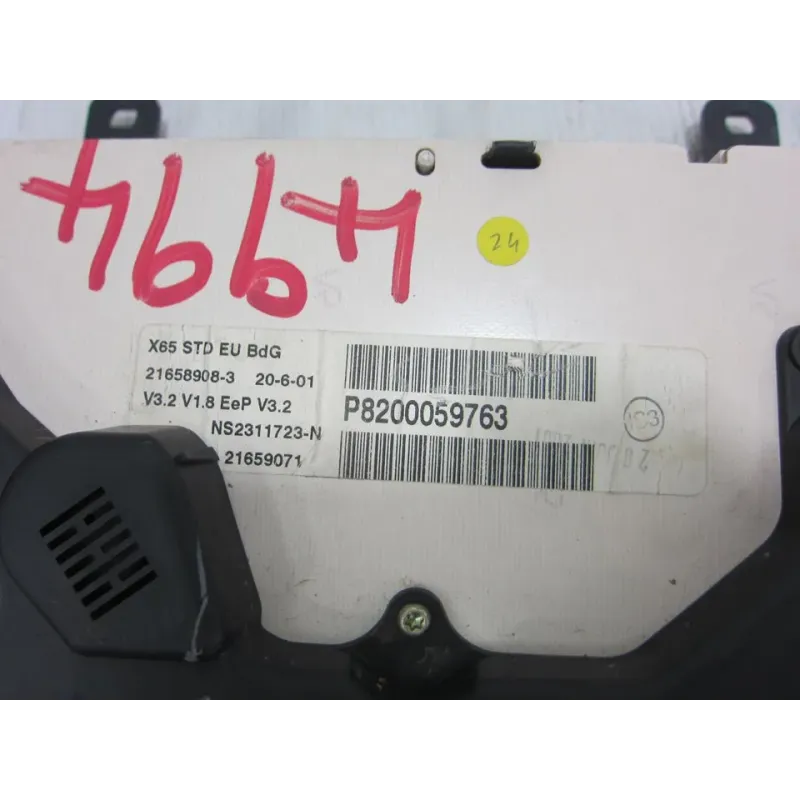 4664
24
X65 STD EU BdG
21658908-3 20-6-01
V3.2 V1.8 EeP V3.2
NS2311723-N
21659071
P8200059763